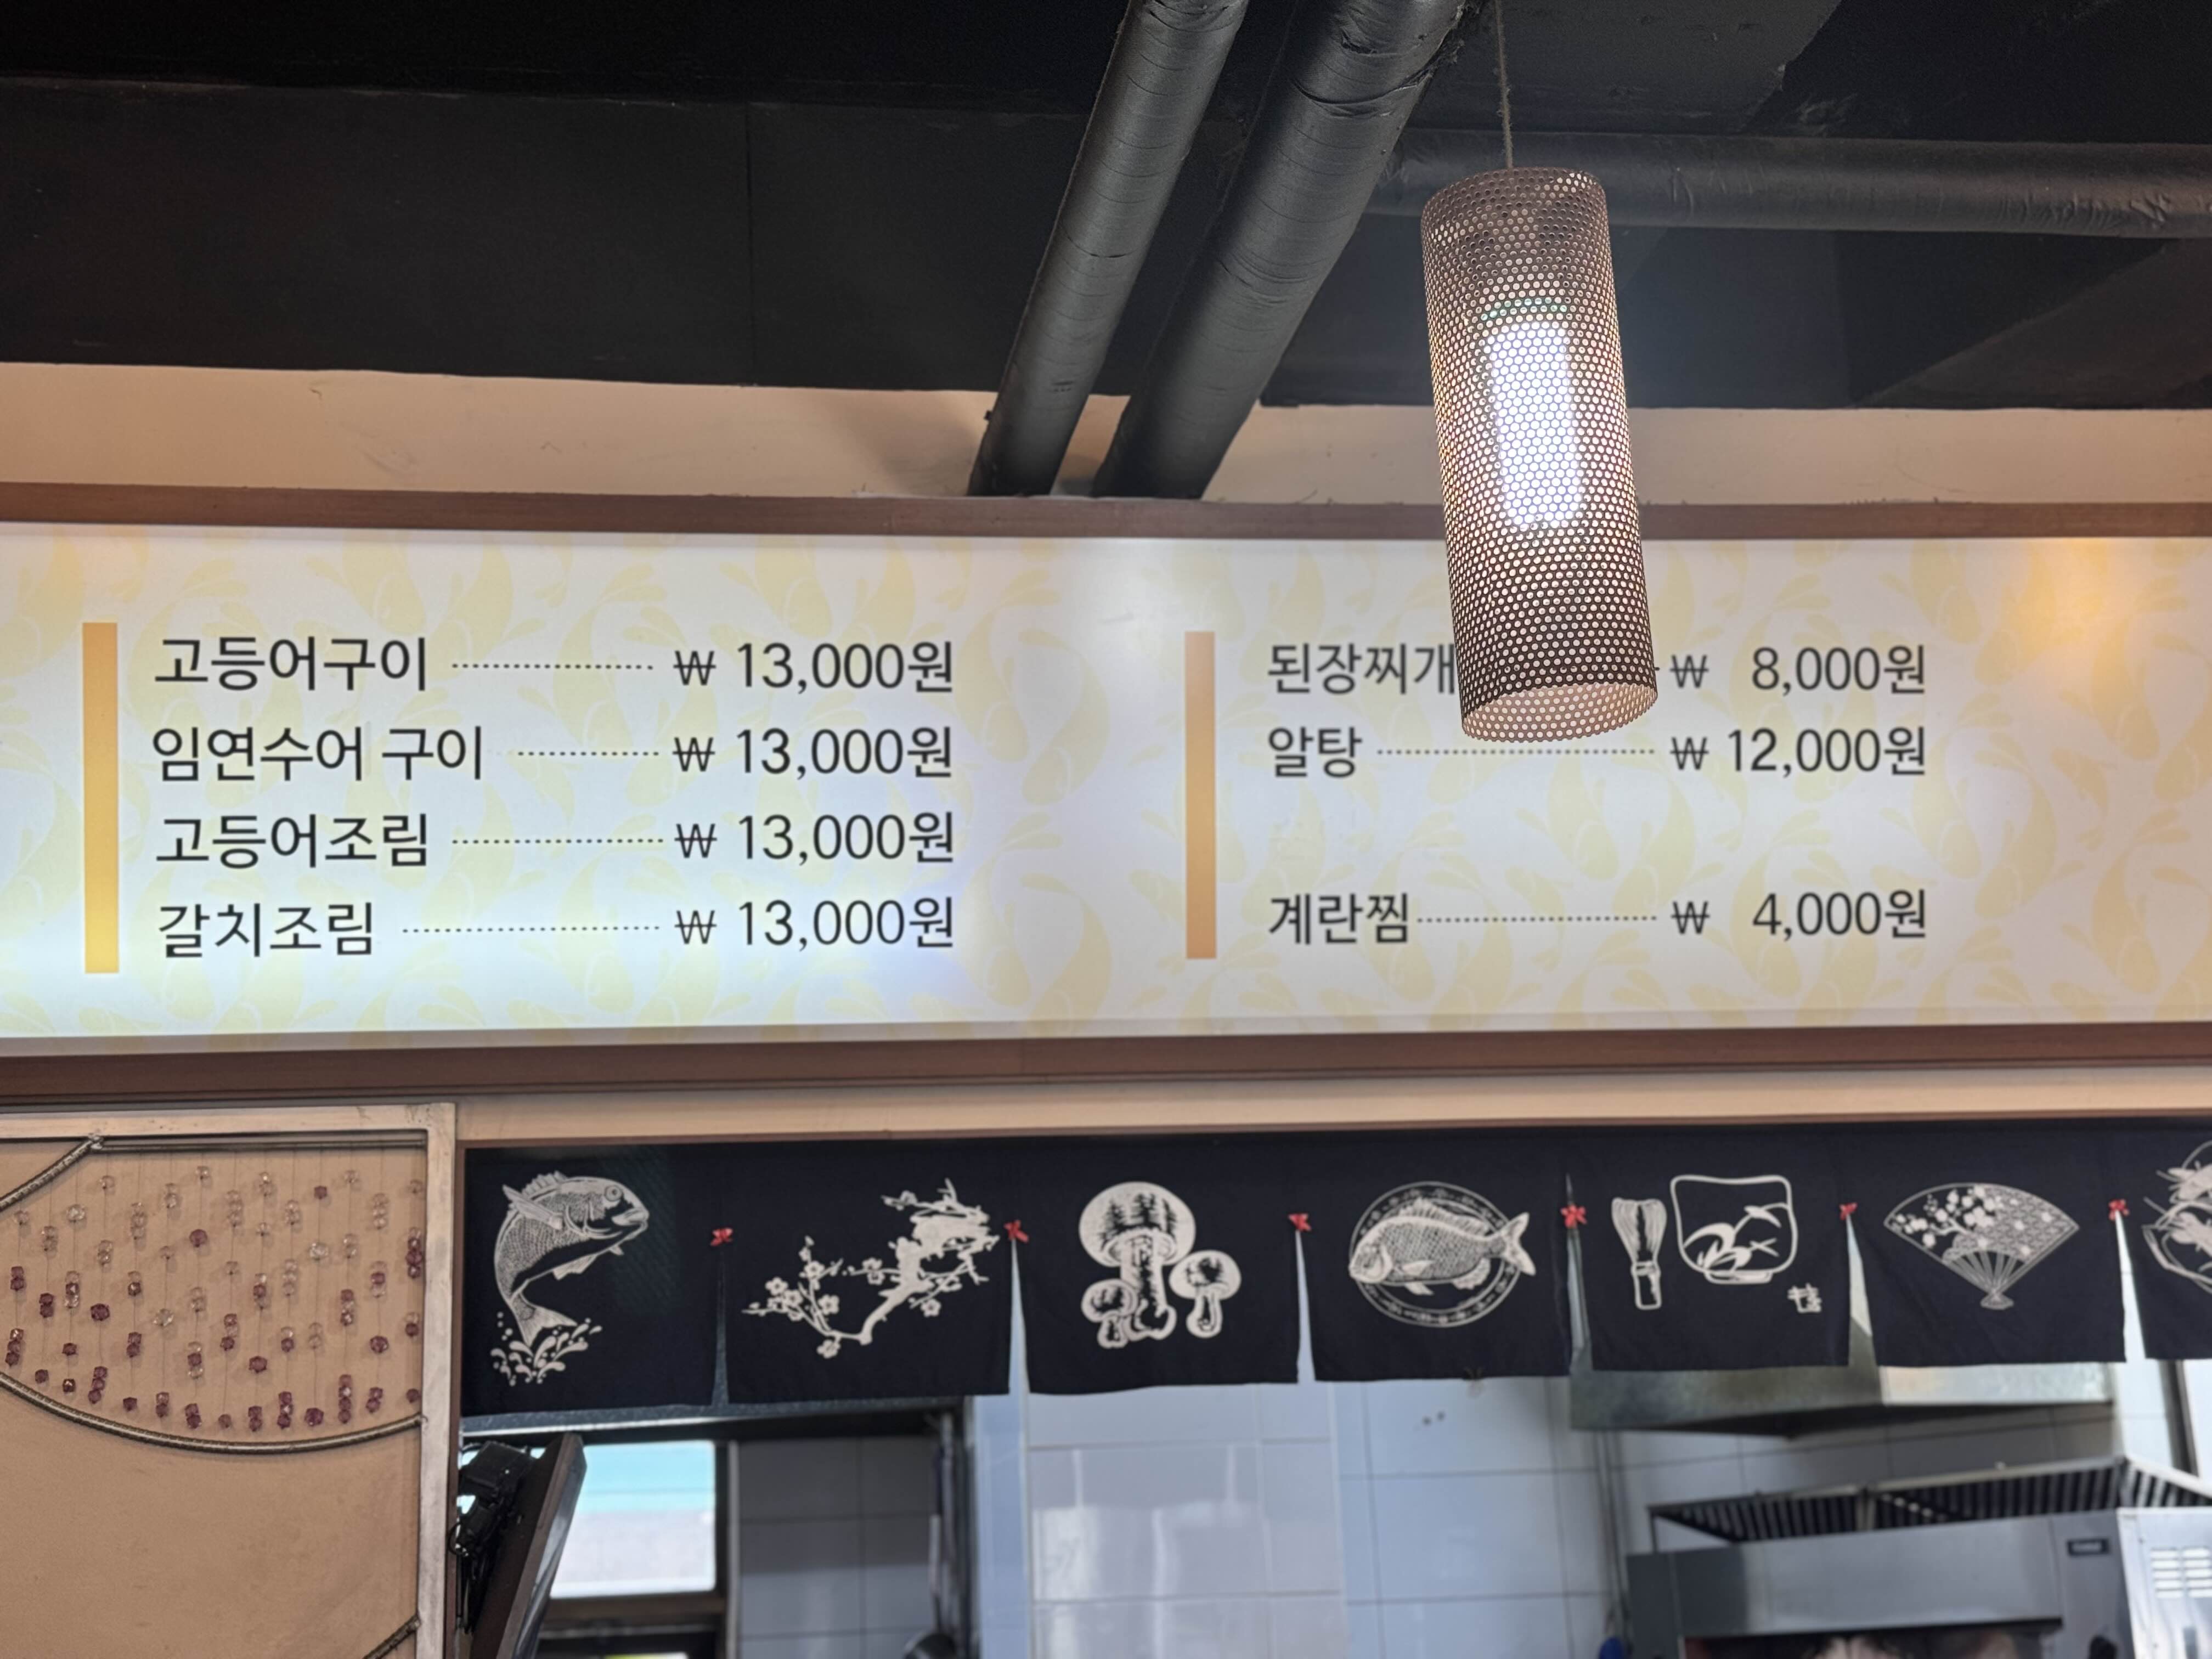 고등어구이 ₩ 13,000원
임연수어 구이 ₩ 13,000원
고등어조림 ₩ 13,000원
갈치조림 ₩ 13,000원
된장찌개 ₩ 8,000원
알탕 ₩ 12,000원
계란찜 ₩ 4,000원